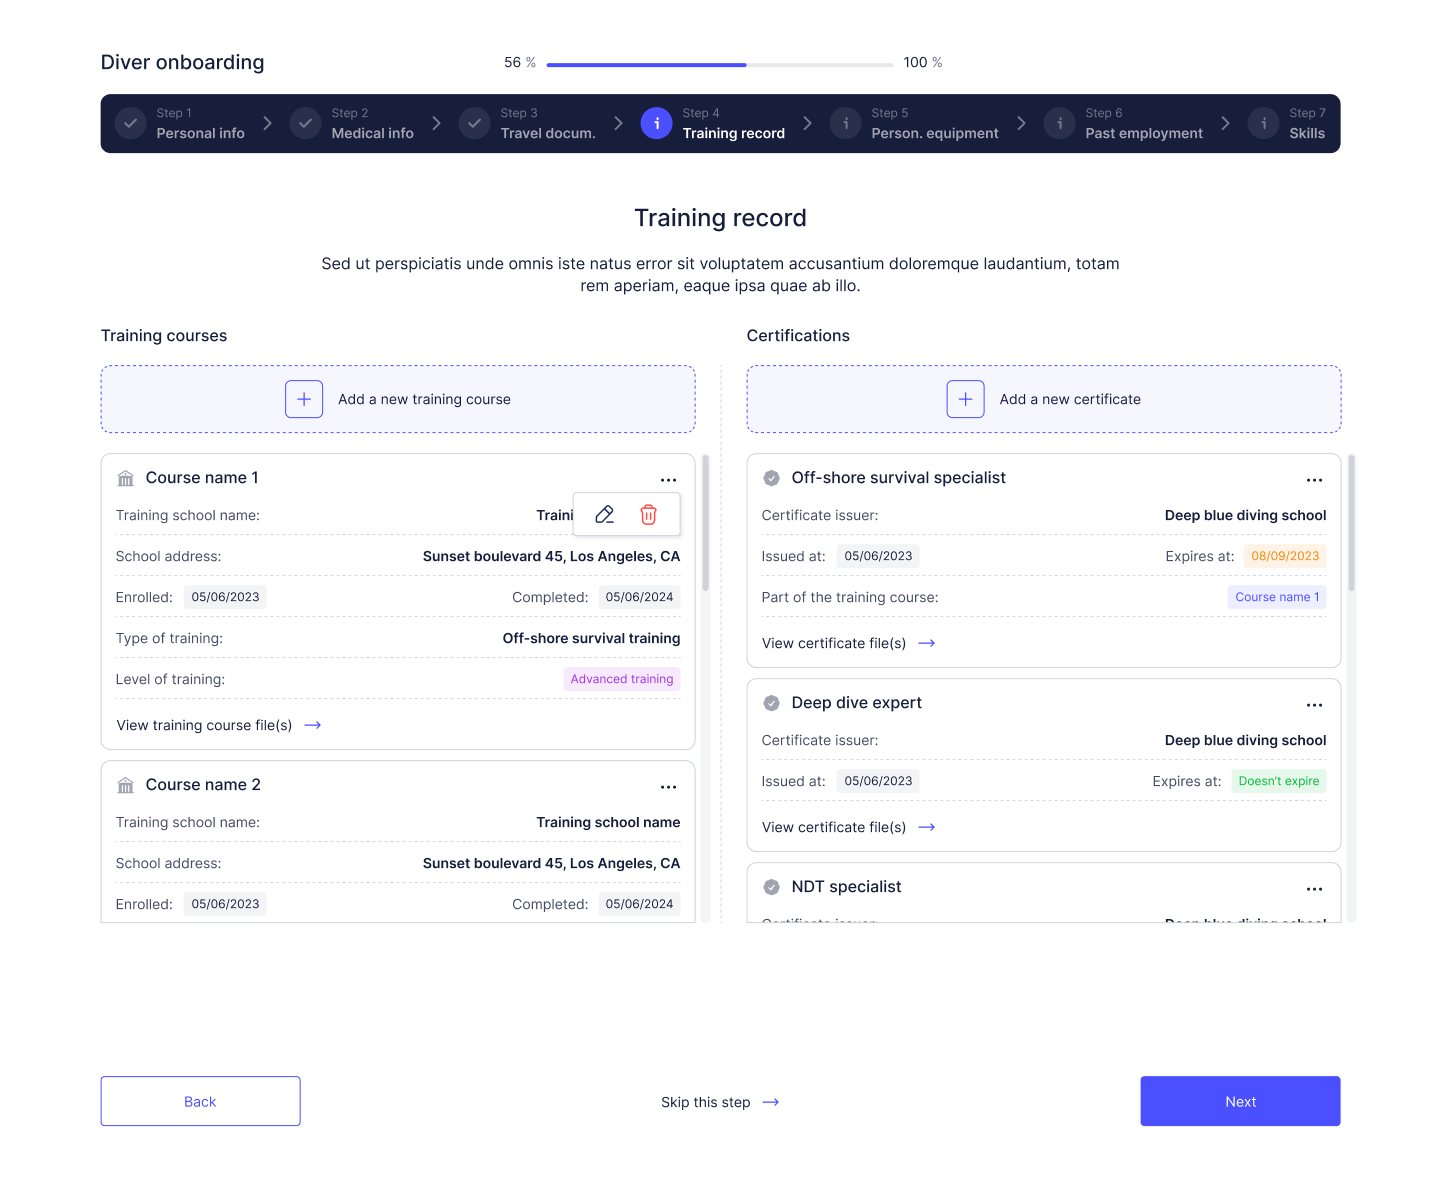 Diver onboarding
56 %
100 %
Step 1
Personal info
Step 2
Medical info
Step 3
Travel docum.
Step 4
Training record
Step 5
Person. equipment
Step 6
Past employment
Step 7
Skills
Training record
Sed ut perspiciatis unde omnis iste natus error sit voluptatem accusantium doloremque laudantium, totam
rem aperiam, eaque ipsa quae ab illo.
Training courses
Add a new training course
Course name 1
Training school name: Traini
School address: Sunset boulevard 45, Los Angeles, CA
Enrolled: 05/06/2023 Completed: 05/06/2024
Type of training: Off-shore survival training
Level of training: Advanced training
View training course file(s)
Course name 2
Training school name: Training school name
School address: Sunset boulevard 45, Los Angeles, CA
Enrolled: 05/06/2023 Completed: 05/06/2024
Certifications
Add a new certificate
Off-shore survival specialist
Certificate issuer: Deep blue diving school
Issued at: 05/06/2023 Expires at: 08/09/2023
Part of the training course: Course name 1
View certificate file(s)
Deep dive expert
Certificate issuer: Deep blue diving school
Issued at: 05/06/2023 Expires at: Doesn't expire
View certificate file(s)
NDT specialist
Certificate issuer: Deep blue diving school
Back
Skip this step
Next